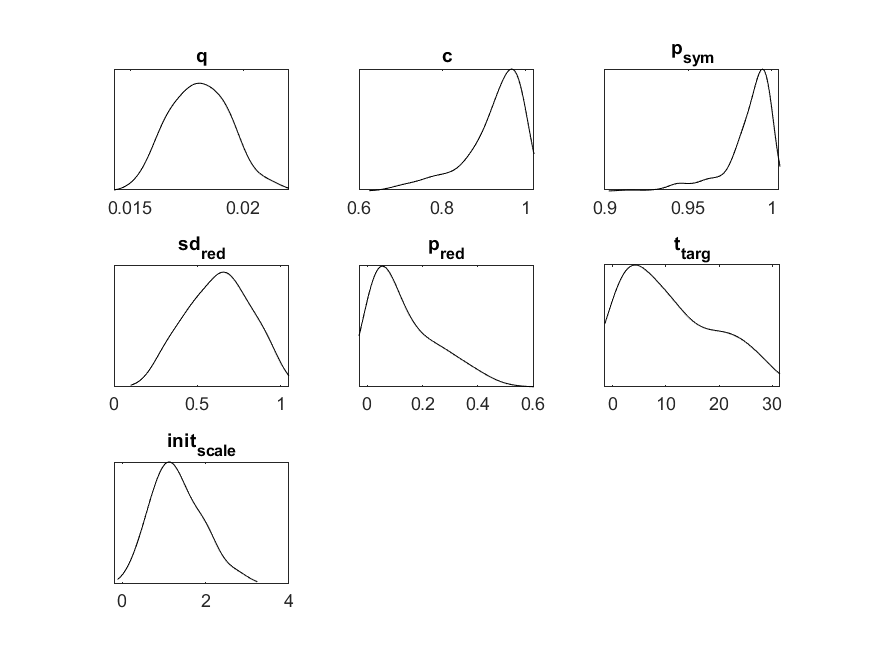 q c p_sym
0.015 0.02 0.6 0.8 1 0.9 0.95 1
sd_red p_red t_targ
0 0.5 1 0 0.2 0.4 0.6 0 10 20 30
init_scale
0 2 4